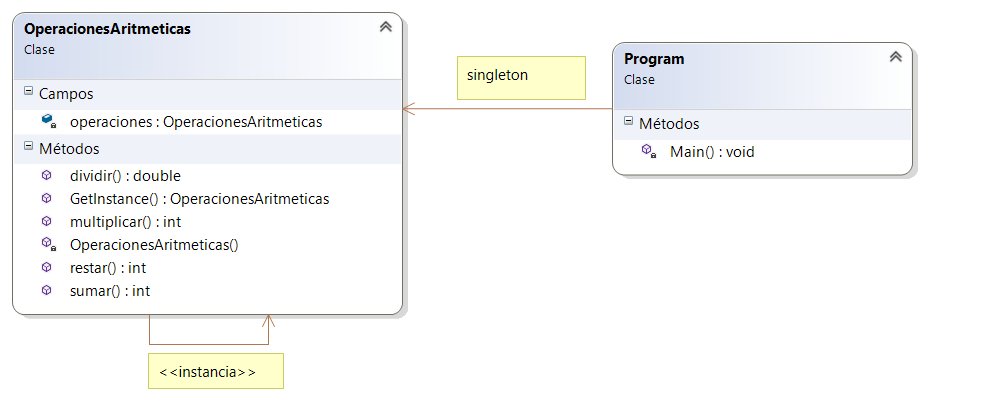 OperacionesAritmeticas
Clase
Campos
operaciones : OperacionesAritmeticas
Métodos
dividir() : double
GetInstance() : OperacionesAritmeticas
multiplicar() : int
OperacionesAritmeticas()
restar() : int
sumar() : int
<<instancia>>
singleton
Program
Clase
Métodos
Main() : void